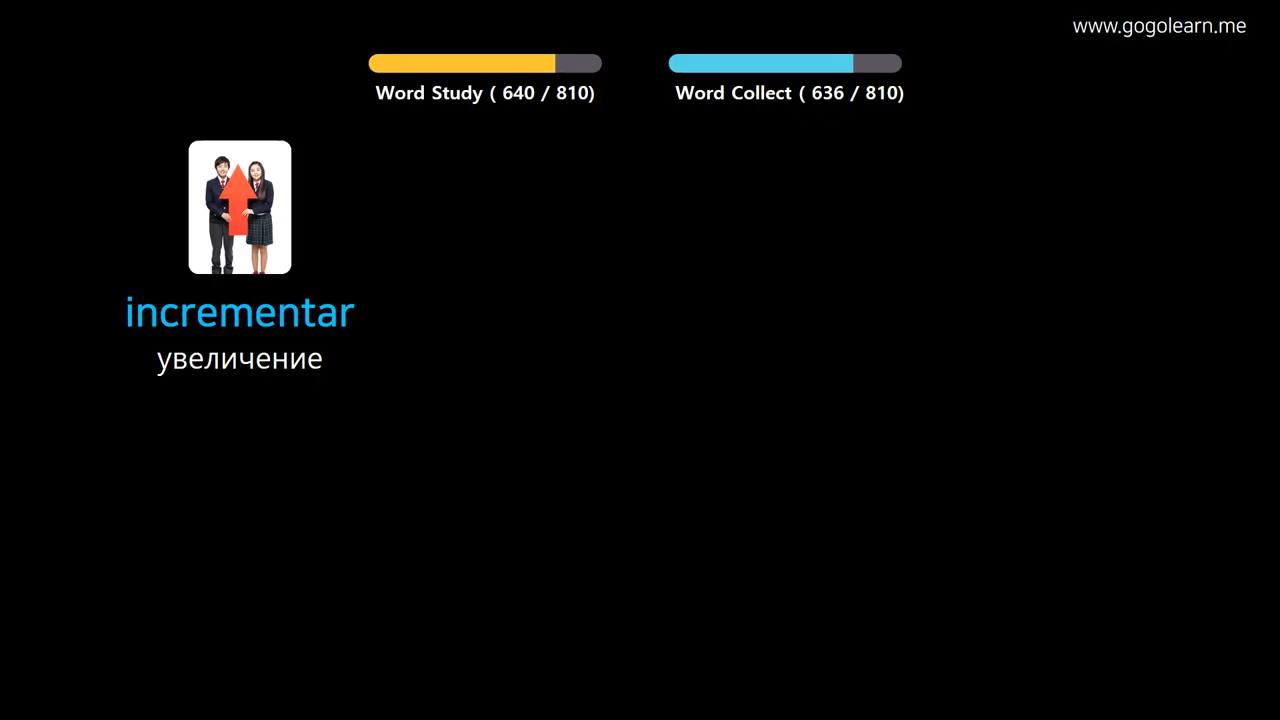 www.gogolearn.me
Word Study ( 640 / 810)
Word Collect ( 636 / 810)
incrementar
увеличение